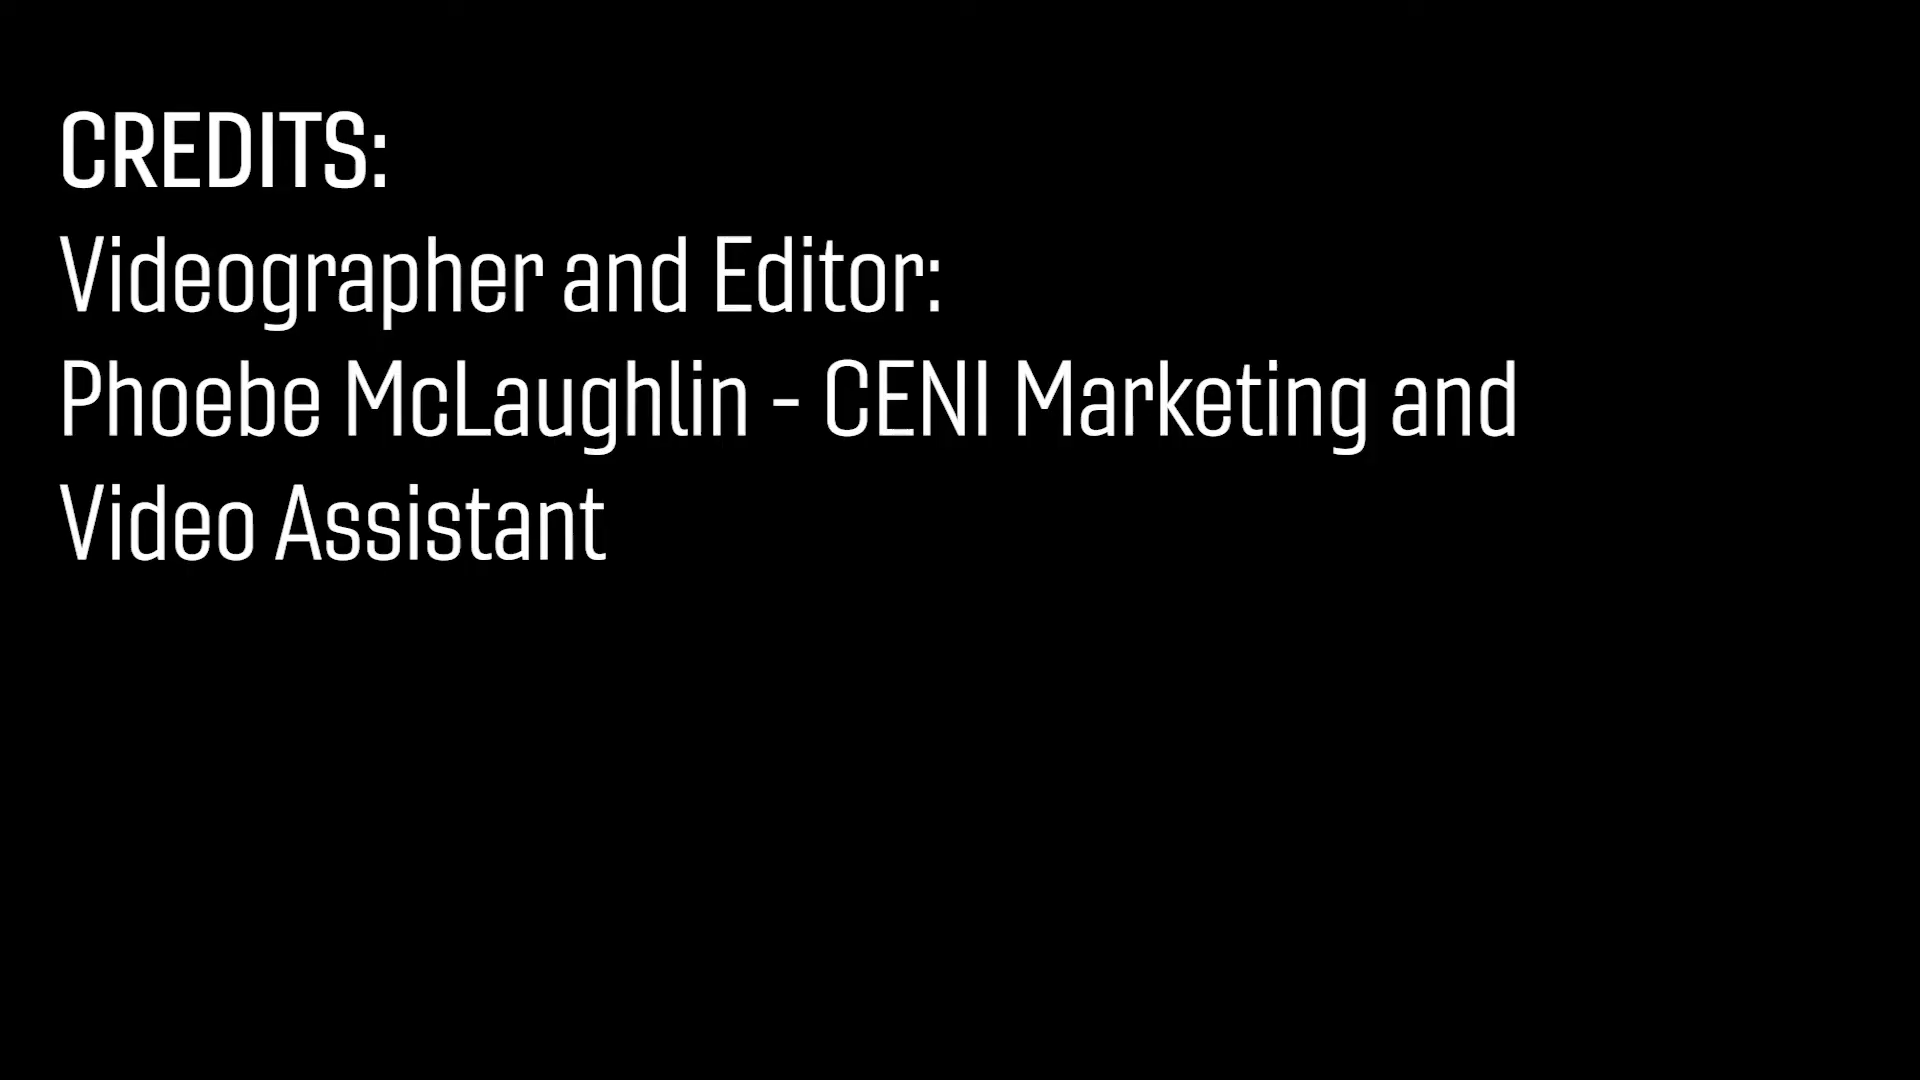 CREDITS:
Videographer and Editor:
Phoebe McLaughlin - CENI Marketing and
Video Assistant